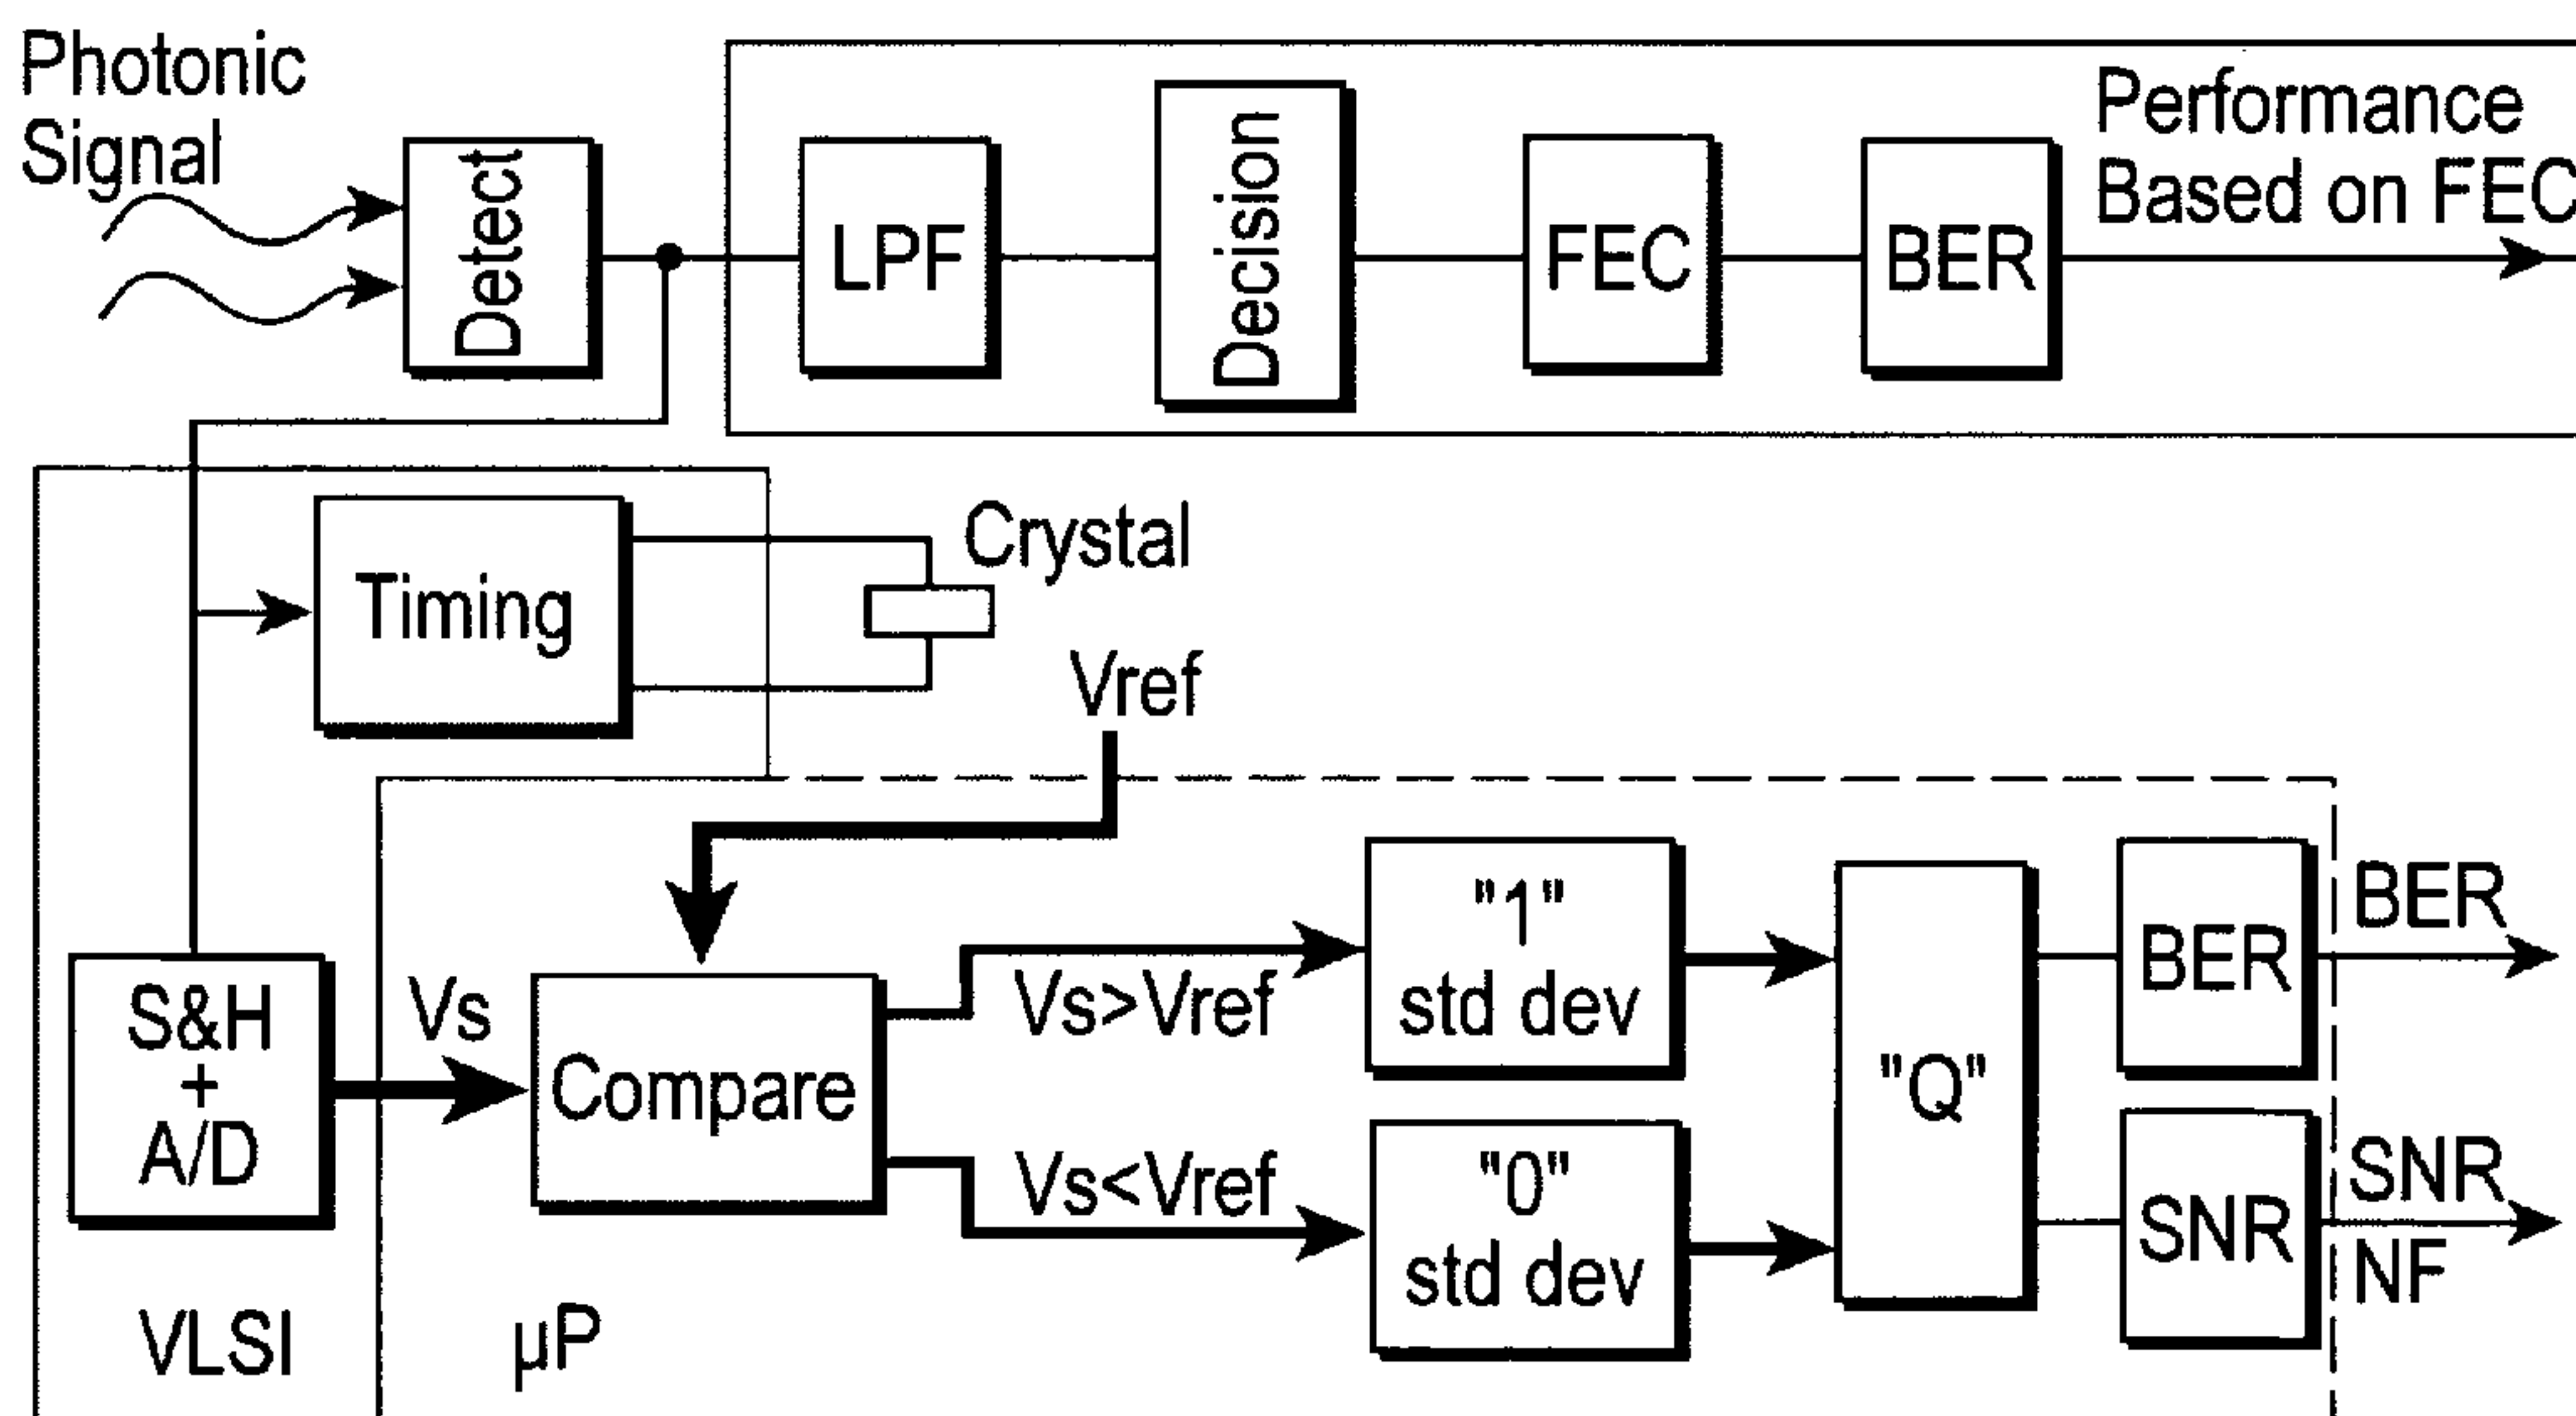 Photonic
Signal
Detect
LPF
Decision
FEC
BER
Performance
Based on FEC
Timing
Crystal
Vref
S&H
+
A/D
Vs
Compare
Vs>Vref
Vs<Vref
"1"
std dev
"0"
std dev
"Q"
BER
BER
SNR
SNR
NF
VLSI
µP